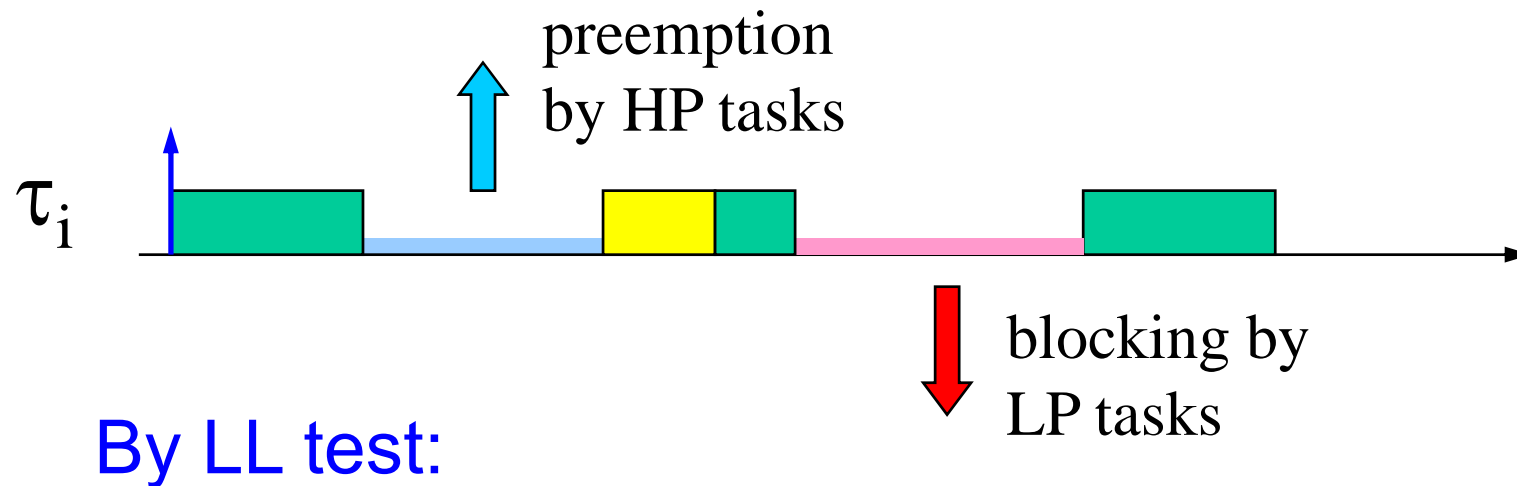 preemption
by HP tasks
τi
blocking by
LP tasks
By LL test: